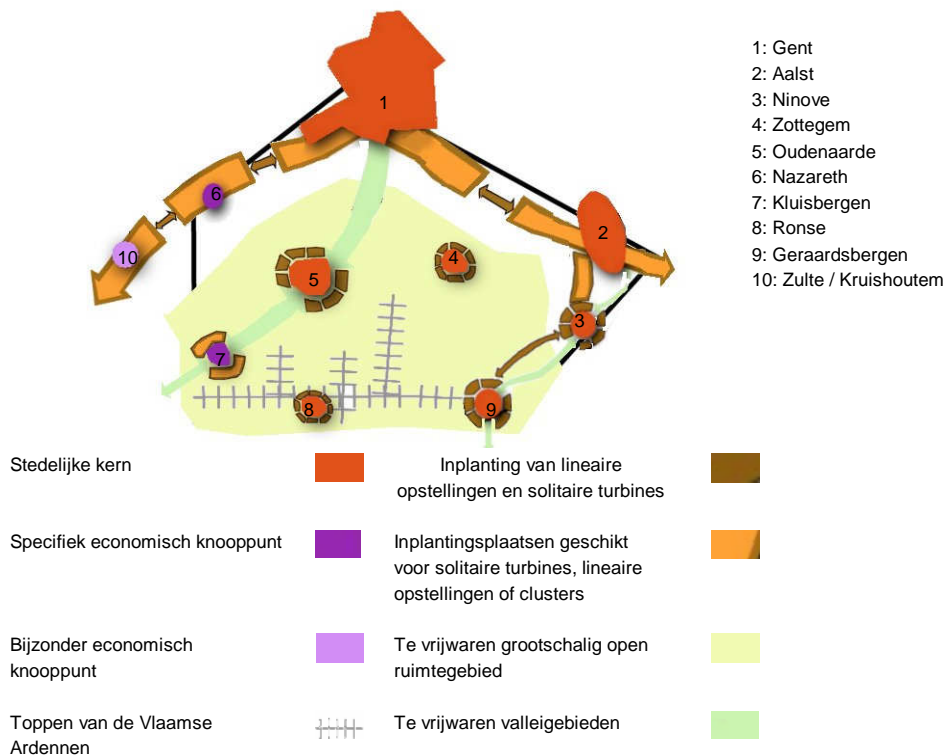 1
2
3
4
5
6
7
8
9
10
1: Gent
2: Aalst
3: Ninove
4: Zottegem
5: Oudenaarde
6: Nazareth
7: Kluisbergen
8: Ronse
9: Geraardsbergen
10: Zulte / Kruishoutem
Stedelijke kern
Inplanting van lineaire
opstellingen en solitaire turbines
Specifiek economisch knooppunt
Inplantingsplaatsen geschikt
voor solitaire turbines, lineaire
opstellingen of clusters
Bijzonder economisch
knooppunt
Te vrijwaren grootschalig open
ruimtegebied
Toppen van de Vlaamse
Ardennen
Te vrijwaren valleigebieden